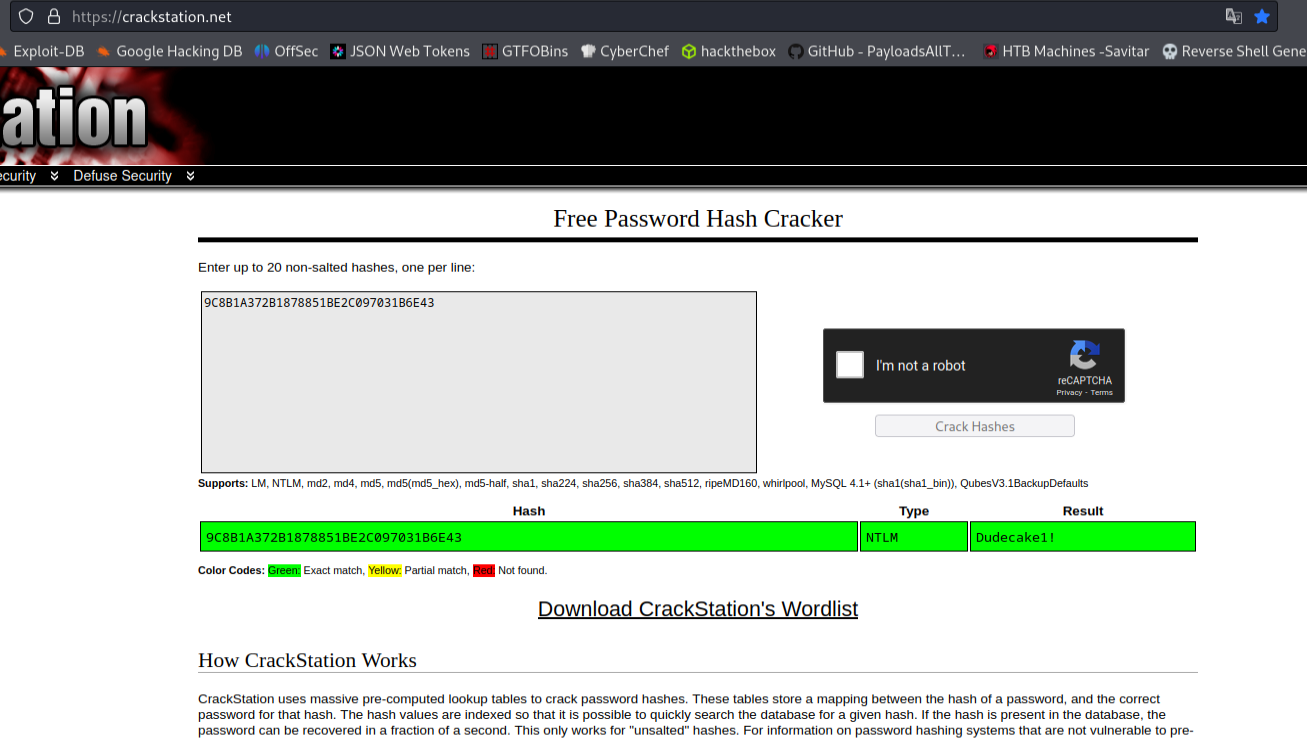 https://crackstation.net
Exploit-DB Google Hacking DB OffSec JSON Web Tokens GTFOBins CyberChef hackthebox GitHub - PayloadsAllT… HTB Machines -Savitar Reverse Shell Gene
ation
ecurity Defuse Security
Free Password Hash Cracker
Enter up to 20 non-salted hashes, one per line:
9C8B1A372B1878851BE2C097031B6E43
I'm not a robot
reCAPTCHA
Privacy - Terms
Crack Hashes
Supports: LM, NTLM, md2, md4, md5, md5(md5_hex), md5-half, sha1, sha224, sha256, sha384, sha512, ripeMD160, whirlpool, MySQL 4.1+ (sha1(sha1_bin)), QubesV3.1BackupDefaults
Hash Type Result
9C8B1A372B1878851BE2C097031B6E43 NTLM Dudecake1!
Color Codes: Green: Exact match, Yellow: Partial match, Red: Not found.
Download CrackStation's Wordlist
How CrackStation Works
CrackStation uses massive pre-computed lookup tables to crack password hashes. These tables store a mapping between the hash of a password, and the correct
password for that hash. The hash values are indexed so that it is possible to quickly search the database for a given hash. If the hash is present in the database, the
password can be recovered in a fraction of a second. This only works for "unsalted" hashes. For information on password hashing systems that are not vulnerable to pre-